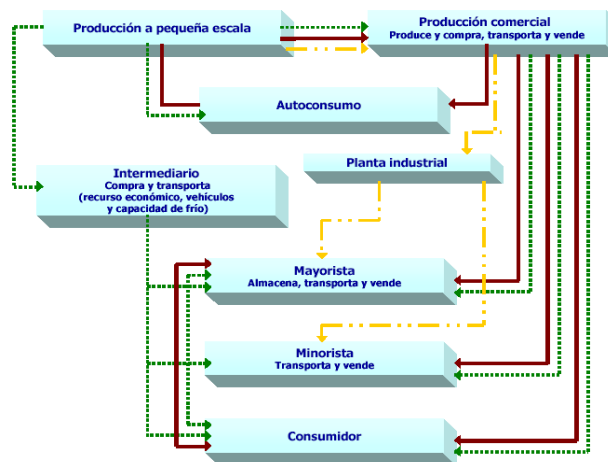 Producción a pequeña escala
Producción comercial
Produce y compra, transporta y vende
Autoconsumo
Planta industrial
Intermediario
Compra y transporta
(recurso económico, vehículos
y capacidad de frío)
Mayorista
Almacena, transporta y vende
Minorista
Transporta y vende
Consumidor